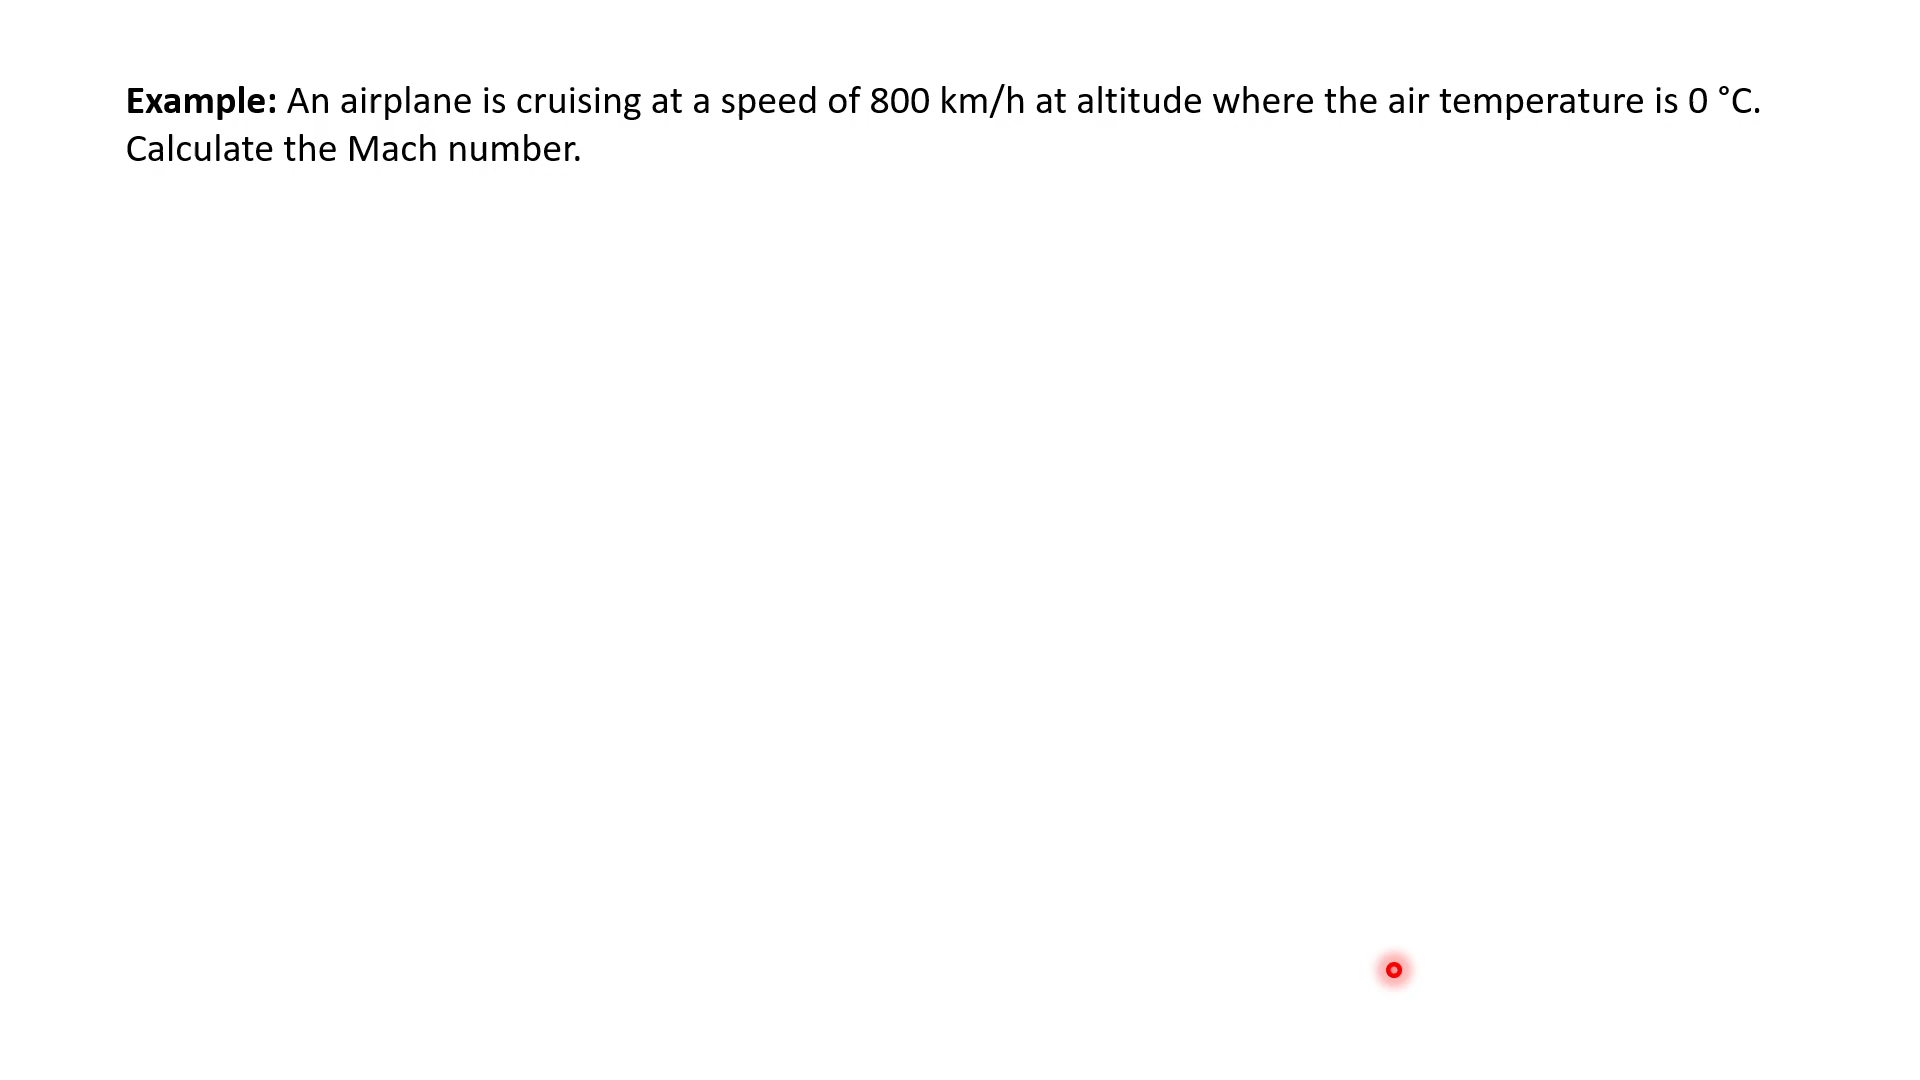 Example: An airplane is cruising at a speed of 800 km/h at altitude where the air temperature is 0 °C.
Calculate the Mach number.